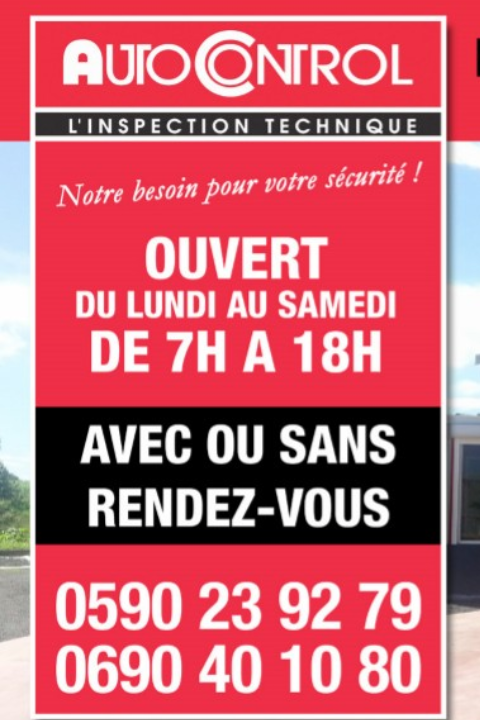 AUTOCONTROL
L'INSPECTION TECHNIQUE
Notre besoin pour votre sécurité !
OUVERT
DU LUNDI AU SAMEDI
DE 7H A 18H
AVEC OU SANS
RENDEZ-VOUS
0590 23 92 79
0690 40 10 80